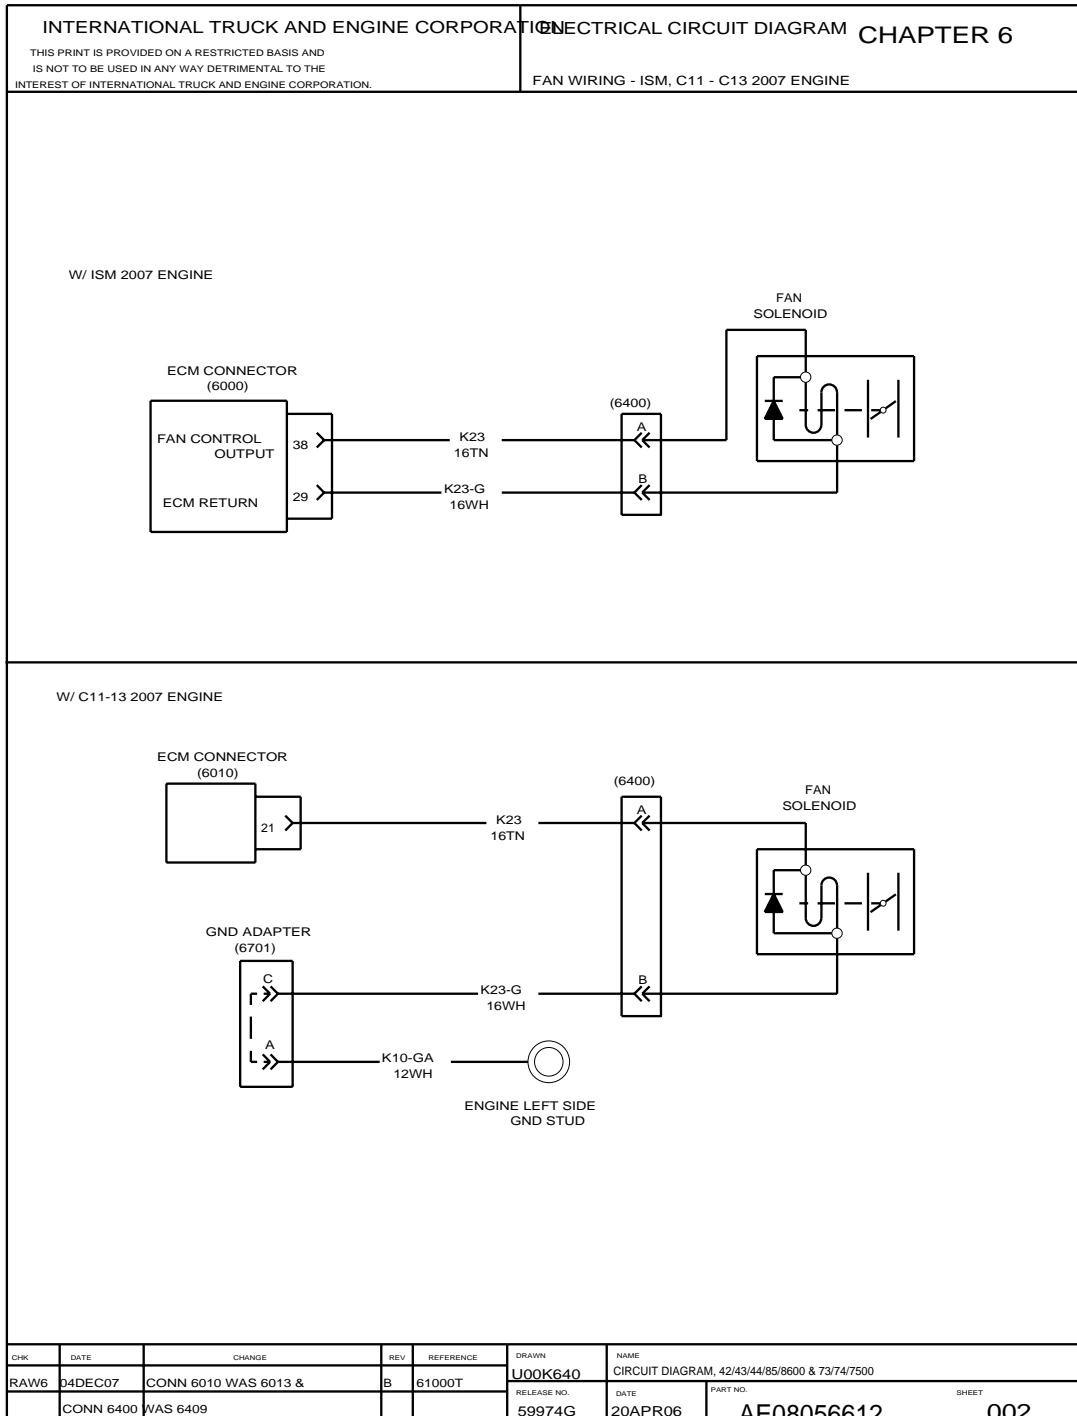 INTERNATIONAL TRUCK AND ENGINE CORPORATION
THIS PRINT IS PROVIDED ON A RESTRICTED BASIS AND
IS NOT TO BE USED IN ANY WAY DETRIMENTAL TO THE
INTEREST OF INTERNATIONAL TRUCK AND ENGINE CORPORATION.
ELECTRICAL CIRCUIT DIAGRAM
CHAPTER 6
FAN WIRING - ISM, C11 - C13 2007 ENGINE
W/ ISM 2007 ENGINE
FAN
SOLENOID
ECM CONNECTOR
(6000)
(6400)
FAN CONTROL
OUTPUT
38
K23
16TN
A
ECM RETURN
29
K23-G
16WH
B
W/ C11-13 2007 ENGINE
ECM CONNECTOR
(6010)
(6400)
FAN
SOLENOID
21
K23
16TN
A
GND ADAPTER
(6701)
C
K23-G
16WH
B
A
K10-GA
12WH
ENGINE LEFT SIDE
GND STUD
CHK DATE CHANGE REV REFERENCE
RAW6 04DEC07 CONN 6010 WAS 6013 & B 61000T
CONN 6400 WAS 6409
DRAWN
U00K640
NAME
CIRCUIT DIAGRAM, 42/43/44/85/8600 & 73/74/7500
RELEASE NO.
59974G
DATE
20APR06
PART NO.
AE08056612
SHEET
002